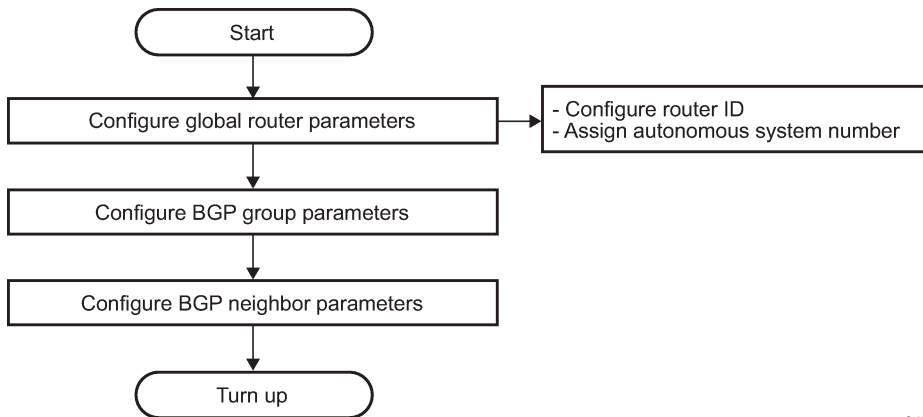 Start
Configure global router parameters
- Configure router ID
- Assign autonomous system number
Configure BGP group parameters
Configure BGP neighbor parameters
Turn up